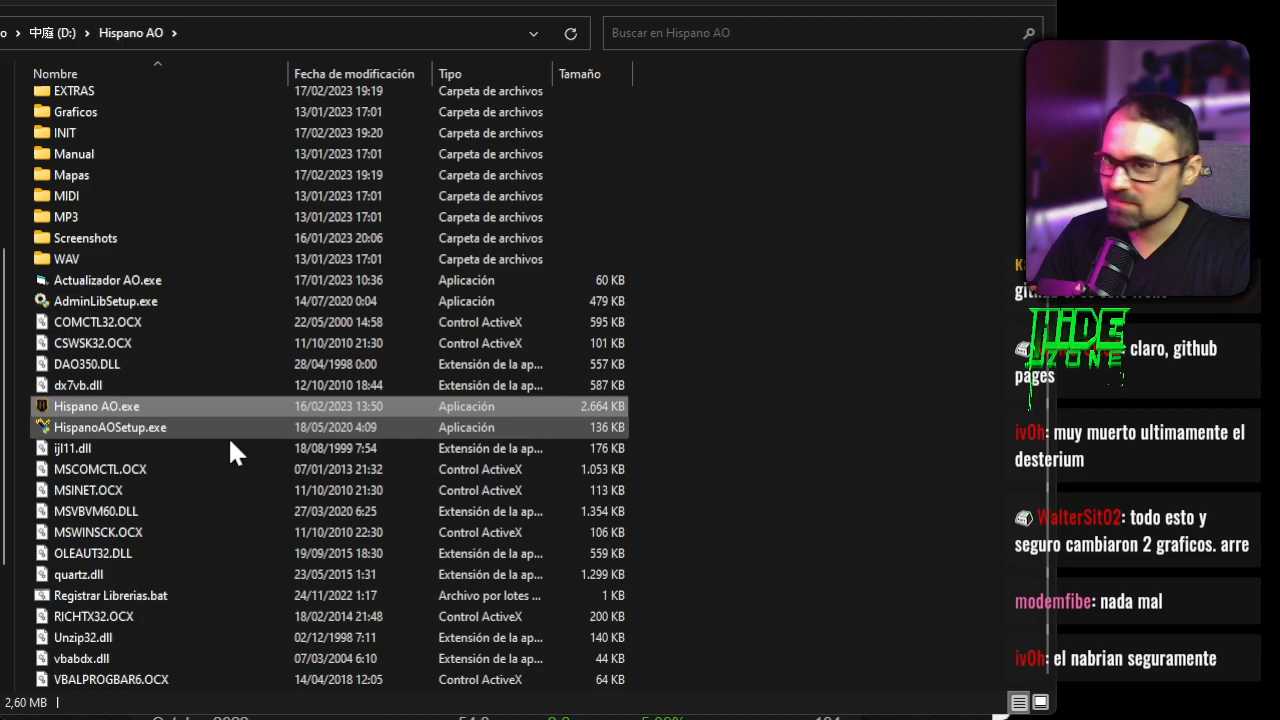 o > 中庭 (D:) > Hispano AO >
Buscar en Hispano AO
Nombre Fecha de modificación Tipo Tamaño
EXTRAS 17/02/2023 19:19 Carpeta de archivos
Graficos 13/01/2023 17:01 Carpeta de archivos
INIT 17/02/2023 19:20 Carpeta de archivos
Manual 13/01/2023 17:01 Carpeta de archivos
Mapas 17/02/2023 19:19 Carpeta de archivos
MIDI 13/01/2023 17:01 Carpeta de archivos
MP3 13/01/2023 17:01 Carpeta de archivos
Screenshots 16/01/2023 20:06 Carpeta de archivos
WAV 13/01/2023 17:01 Carpeta de archivos
Actualizador AO.exe 17/01/2023 10:36 Aplicación 60 KB
AdminLibSetup.exe 14/07/2020 0:04 Aplicación 479 KB
COMCTL32.OCX 22/05/2000 14:58 Control ActiveX 595 KB
CSWSK32.OCX 11/10/2010 21:30 Control ActiveX 101 KB
DAO350.DLL 28/04/1998 0:00 Extensión de la ap... 557 KB
dx7vb.dll 12/10/2010 18:44 Extensión de la ap... 587 KB
Hispano AO.exe 16/02/2023 13:50 Aplicación 2.664 KB
HispanoAOSetup.exe 18/05/2020 4:09 Aplicación 136 KB
ijl11.dll 18/08/1999 7:54 Extensión de la ap... 176 KB
MSCOMCTL.OCX 07/01/2013 21:32 Control ActiveX 1.053 KB
MSINET.OCX 11/10/2010 21:30 Control ActiveX 113 KB
MSVBVM60.DLL 27/03/2020 6:25 Extensión de la ap... 1.354 KB
MSWINSCK.OCX 11/10/2010 22:30 Control ActiveX 106 KB
OLEAUT32.DLL 19/09/2015 18:30 Extensión de la ap... 559 KB
quartz.dll 23/05/2015 1:31 Extensión de la ap... 1.299 KB
Registrar Librerias.bat 24/11/2022 1:17 Archivo por lotes ... 1 KB
RICHTX32.OCX 18/02/2014 21:48 Control ActiveX 200 KB
Unzip32.dll 02/12/1998 7:11 Extensión de la ap... 140 KB
vbabdx.dll 07/03/2004 6:10 Extensión de la ap... 44 KB
VBALPROGBAR6.OCX 14/04/2018 12:05 Control ActiveX 64 KB
2,60 MB
HiDE
UZONE
: claro, github
pages
iv0h: muy muerto ultimamente el
desterium
WalterSit02: todo esto y
seguro cambiaron 2 graficos. arre
modemfibe: nada mal
iv0h: el nabrian seguramente